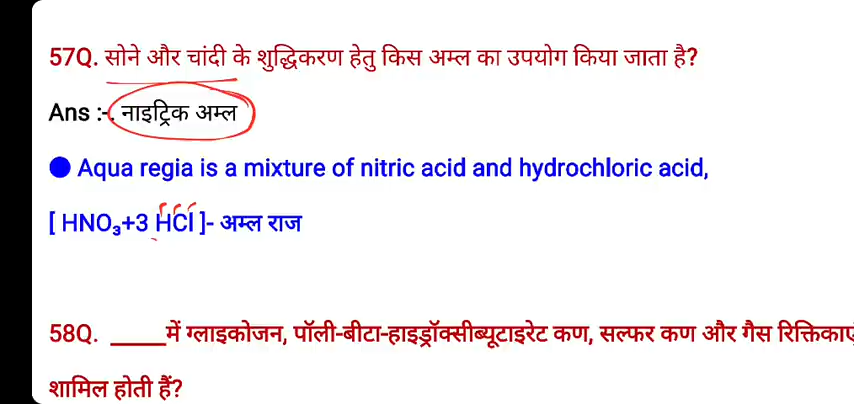 57Q. सोने और चांदी के शुद्धिकरण हेतु किस अम्ल का उपयोग किया जाता है?
Ans :-. नाइट्रिक अम्ल
● Aqua regia is a mixture of nitric acid and hydrochloric acid,
[ HNO₃+3 HCl ]- अम्ल राज
58Q. _____में ग्लाइकोजन, पॉली-बीटा-हाइड्रॉक्सीब्यूटाइरेट कण, सल्फर कण और गैस रिक्तिकाए
शामिल होती हैं?